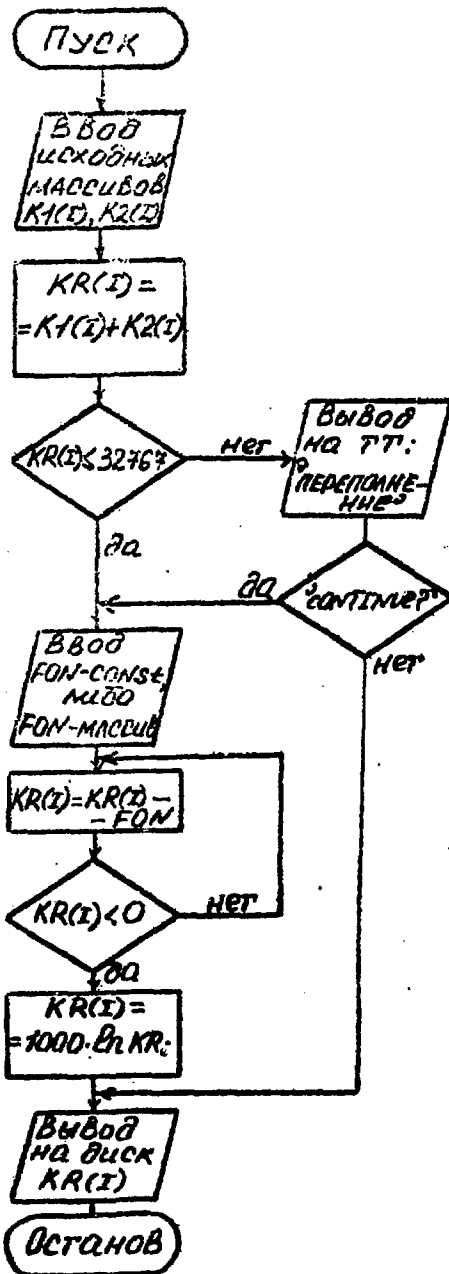 ПУСК
Ввод
исходных
массивов
K1(I), K2(I)
KR(I)=
=K1(I)+K2(I)
KR(I)≤32767
нет
Вывод
на ТТ:
"ПЕРЕПОЛНЕ-
НИЕ"
да
да
"CONTINUE?"
нет
Ввод
FON-CONST,
либо
FON-массив
KR(I)=KR(I)-
-FON
KR(I)<0
нет
да
KR(I)=
=1000·ln KRi
Вывод
на диск
KR(I)
Останов